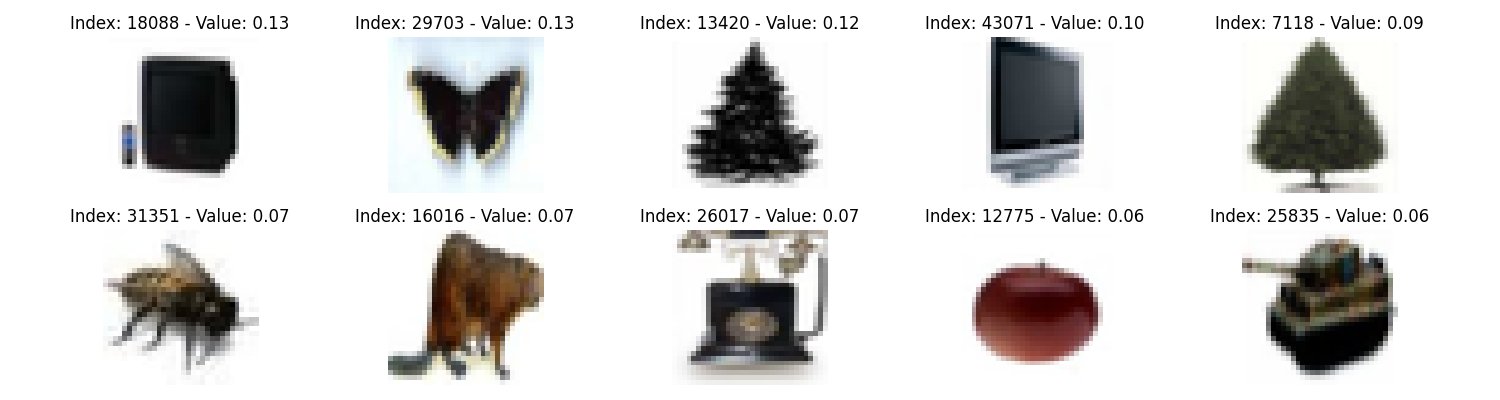 Index: 18088 - Value: 0.13 Index: 29703 - Value: 0.13 Index: 13420 - Value: 0.12 Index: 43071 - Value: 0.10 Index: 7118 - Value: 0.09
Index: 31351 - Value: 0.07 Index: 16016 - Value: 0.07 Index: 26017 - Value: 0.07 Index: 12775 - Value: 0.06 Index: 25835 - Value: 0.06